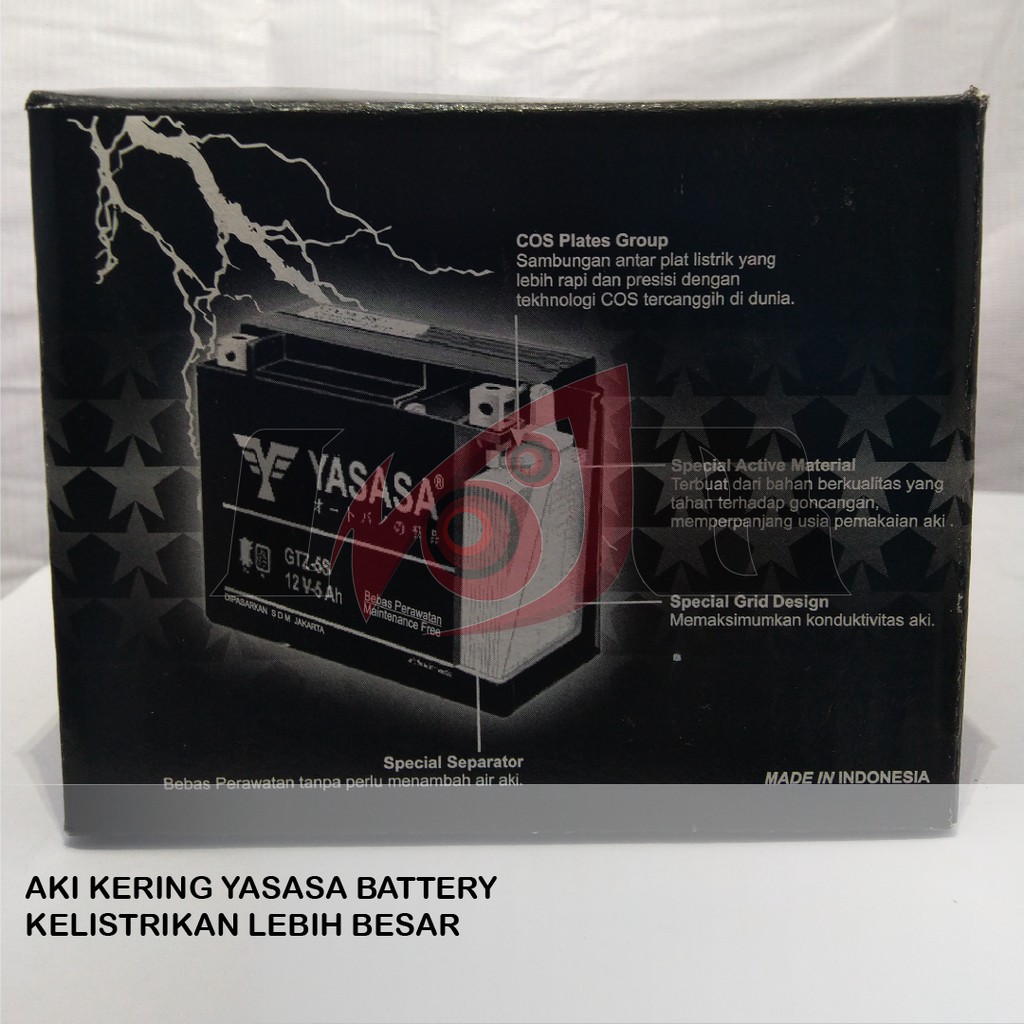 COS Plates Group
Sambungan antar plat listrik yang
lebih rapi dan presisi dengan
tekhnologi COS tercanggih di dunia.
YASASA®
GTZ-5S
12 V-5 Ah
Bebas Perawatan
Maintenance Free
DIPASARKAN SDM JAKARTA
Special Active Material
Terbuat dari bahan berkualitas yang
tahan terhadap goncangan,
memperpanjang usia pemakaian aki.
Special Grid Design
Memaksimumkan konduktivitas aki.
Special Separator
Bebas Perawatan tanpa perlu menambah air aki.
MADE IN INDONESIA
AKI KERING YASASA BATTERY
KELISTRIKAN LEBIH BESAR